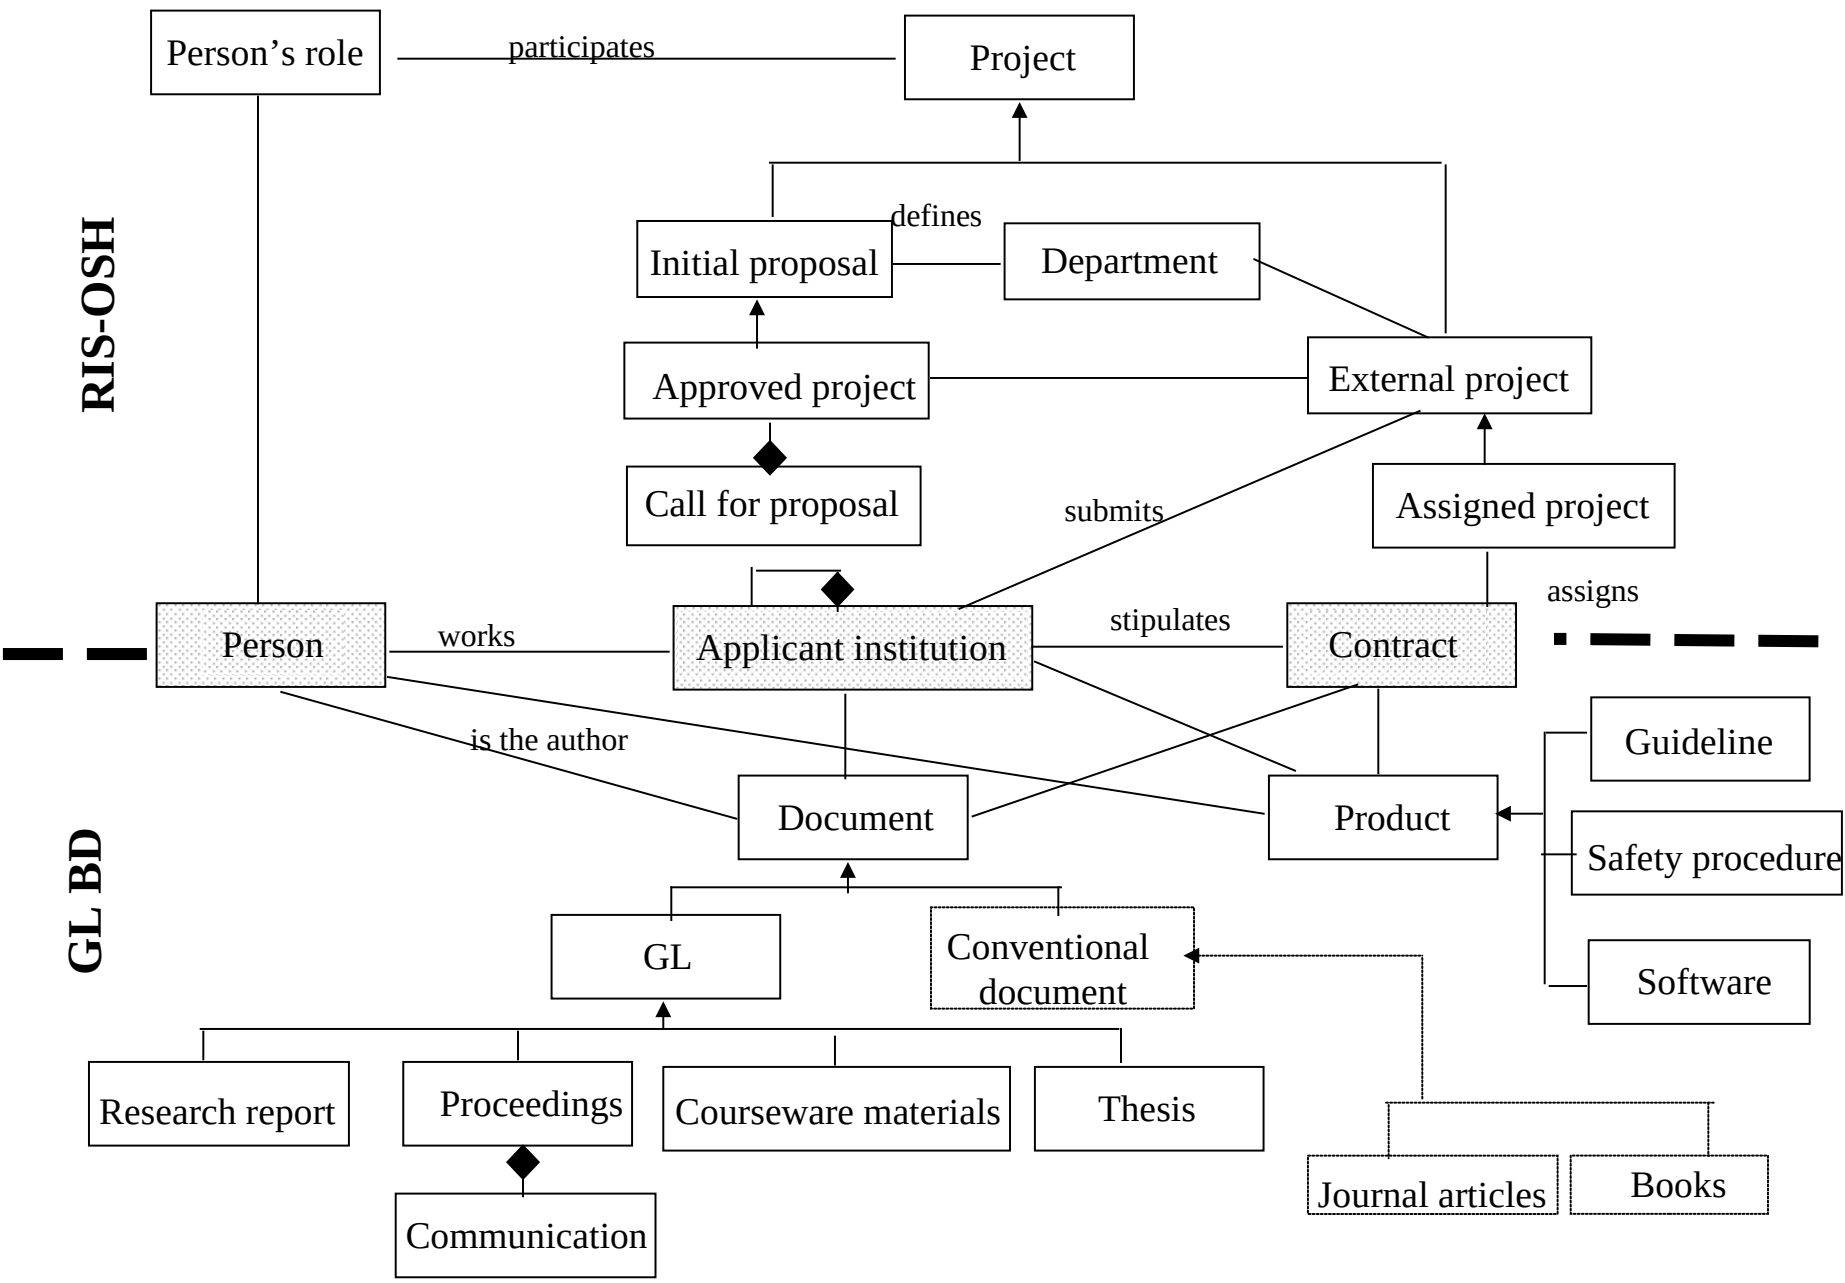 Person’s role
participates
Project
defines
Initial proposal
Department
RIS-OSH
Approved project
External project
Call for proposal
submits
Assigned project
assigns
Person
works
Applicant institution
stipulates
Contract
is the author
Guideline
Document
Product
Safety procedure
GL BD
GL
Conventional
document
Software
Research report
Proceedings
Courseware materials
Thesis
Journal articles
Books
Communication